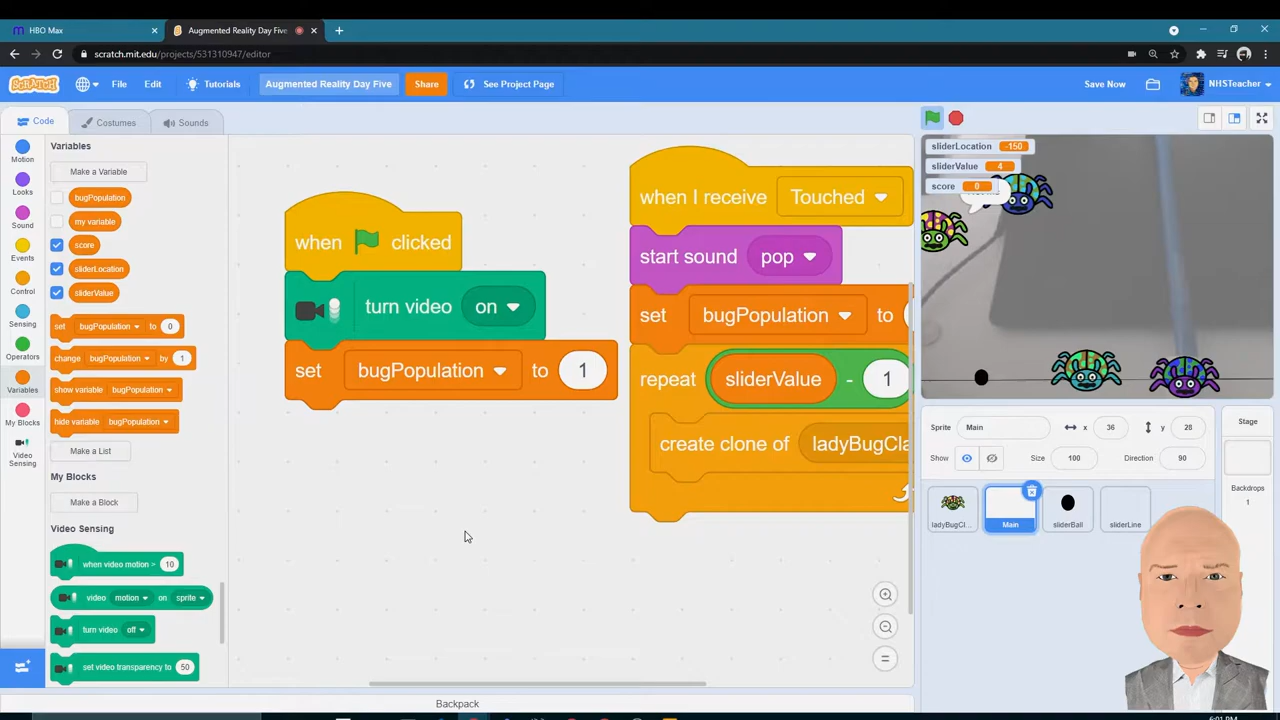 HBO Max
Augmented Reality Day Five
scratch.mit.edu/projects/531310947/editor
SCRATCH
File
Edit
Tutorials
Augmented Reality Day Five
Share
See Project Page
Save Now
NHSTeacher
Code
Costumes
Sounds
Motion
Looks
Sound
Events
Control
Sensing
Operators
Variables
My Blocks
Video
Sensing
Variables
Make a Variable
bugPopulation
my variable
score
sliderLocation
sliderValue
set bugPopulation to 0
change bugPopulation by 1
show variable bugPopulation
hide variable bugPopulation
Make a List
My Blocks
Make a Block
Video Sensing
when video motion > 10
video motion on sprite
turn video off
set video transparency to 50
when clicked
turn video on
set bugPopulation to 1
when I receive Touched
start sound pop
set bugPopulation to
repeat sliderValue - 1
create clone of ladyBugCla
Backpack
sliderLocation -150
sliderValue 4
score 0
Sprite Main x 36 y 28
Show Size 100 Direction 90
ladyBugCl...
Main
sliderBall
sliderLine
Stage
Backdrops
1
6:01 PM